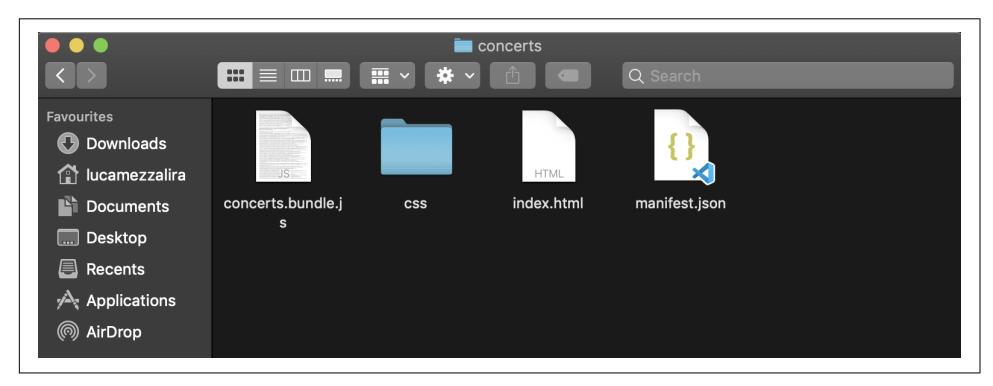 concerts
Search
Favourites
Downloads
lucamezzalira
Documents
Desktop
Recents
Applications
AirDrop
JS
HTML
{ }
concerts.bundle.j
s
css
index.html
manifest.json